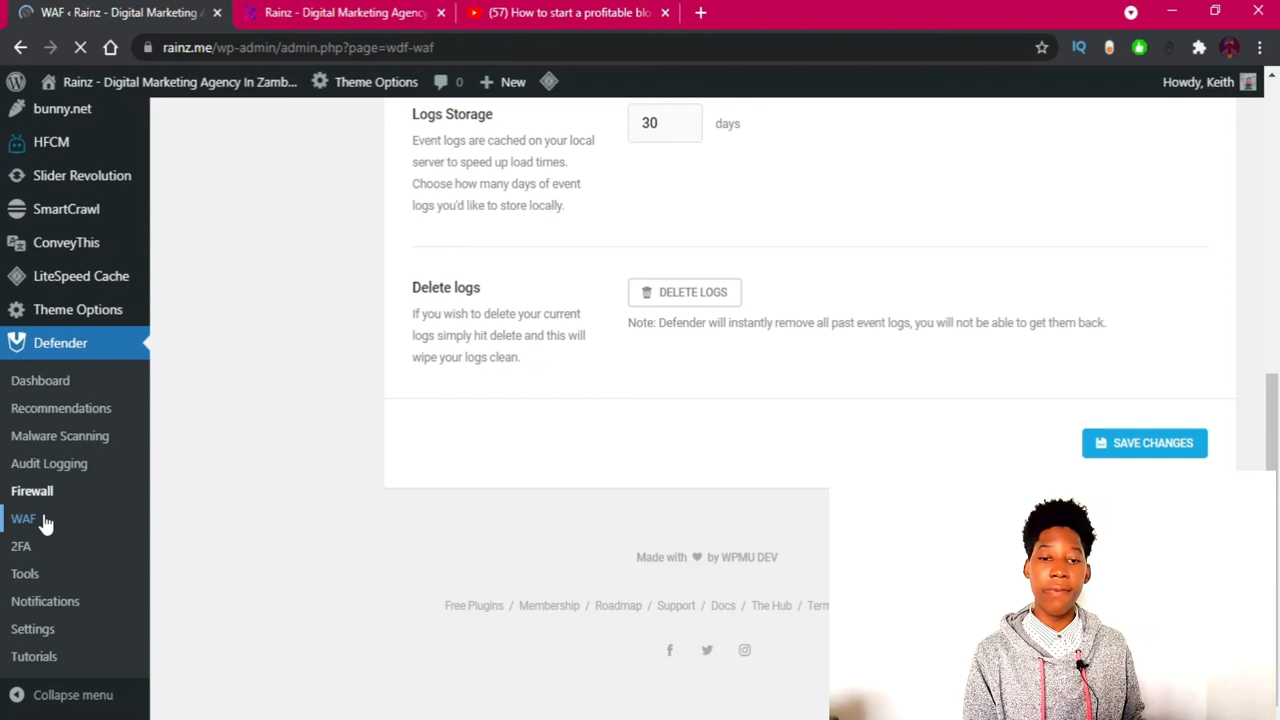 WAF ‹ Rainz - Digital Marketing
Rainz - Digital Marketing Agency
(57) How to start a profitable blo
rainz.me/wp-admin/admin.php?page=wdf-waf
IQ
Rainz - Digital Marketing Agency In Zamb...
Theme Options
0
New
Howdy, Keith
bunny.net
HFCM
Slider Revolution
SmartCrawl
ConveyThis
LiteSpeed Cache
Theme Options
Defender
Dashboard
Recommendations
Malware Scanning
Audit Logging
Firewall
WAF
2FA
Tools
Notifications
Settings
Tutorials
Collapse menu
Logs Storage
Event logs are cached on your local
server to speed up load times.
Choose how many days of event
logs you'd like to store locally.
30
days
Delete logs
If you wish to delete your current
logs simply hit delete and this will
wipe your logs clean.
DELETE LOGS
Note: Defender will instantly remove all past event logs, you will not be able to get them back.
SAVE CHANGES
Made with ♥ by WPMU DEV
Free Plugins / Membership / Roadmap / Support / Docs / The Hub / Term